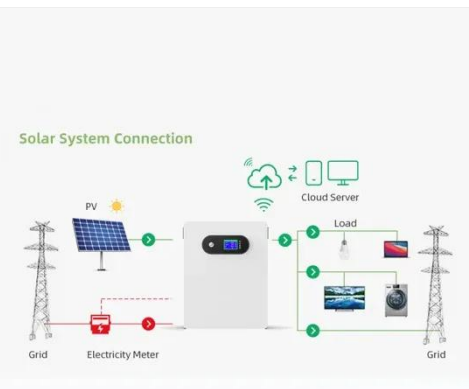 Solar System Connection
Cloud Server
PV
Load
Grid
Electricity Meter
Grid